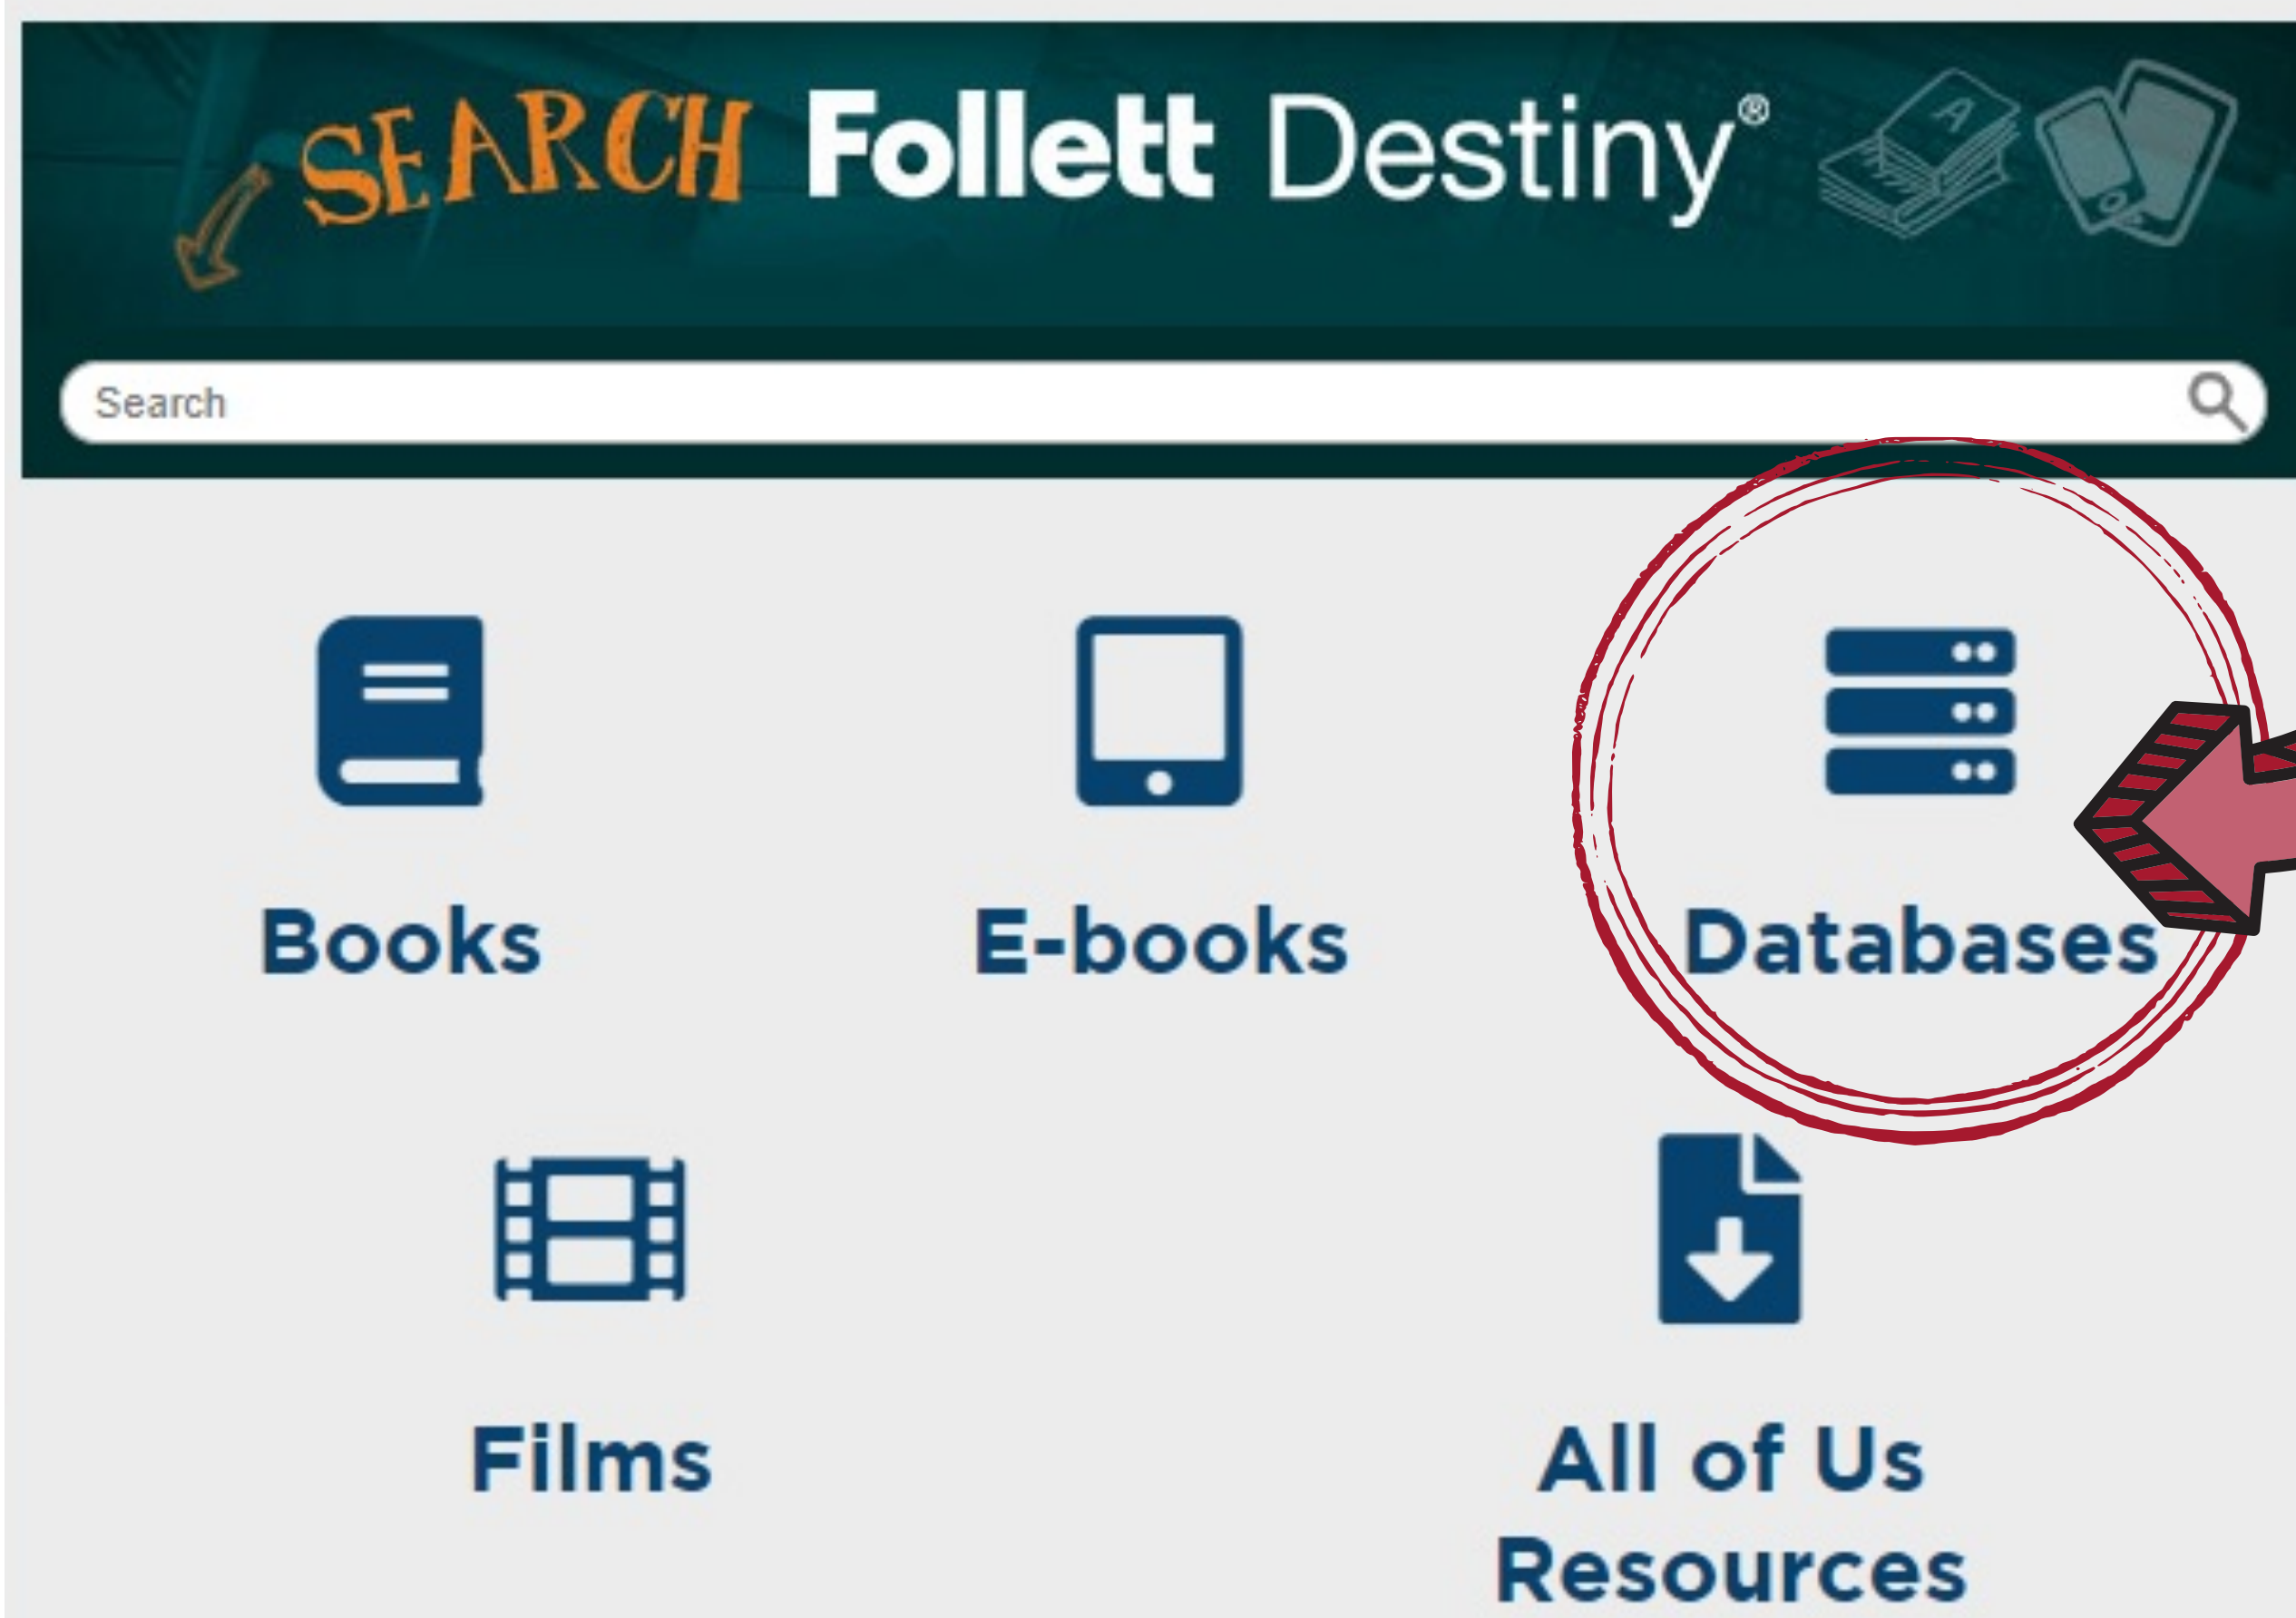 SEARCH Follett Destiny®
Search
Books E-books Databases
Films All of Us
Resources